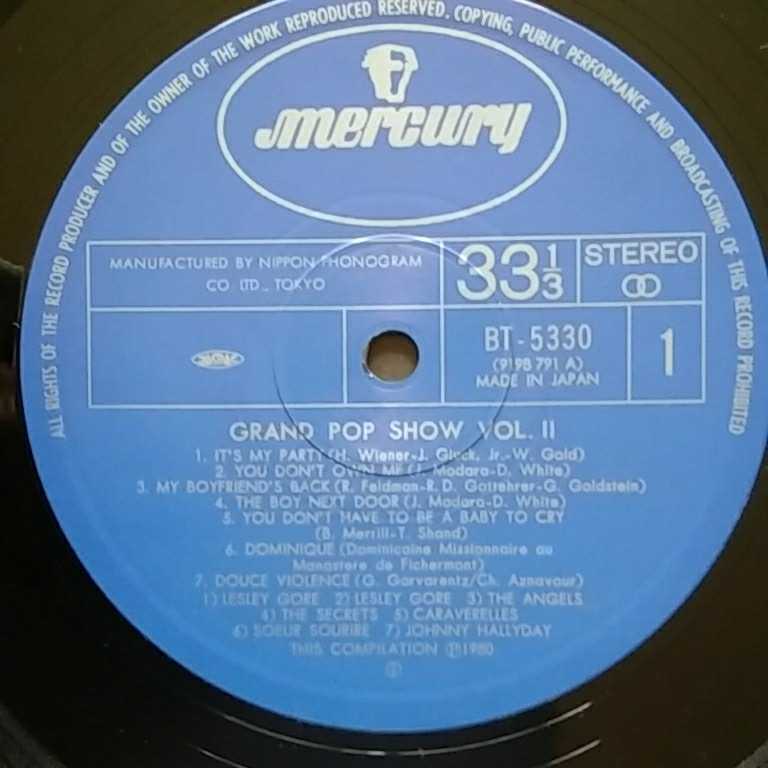 ALL RIGHTS OF THE RECORD PRODUCER AND OF THE OWNER OF THE WORK REPRODUCED RESERVED. COPYING, PUBLIC PERFORMANCE AND BROADCASTING OF THIS RECORD PROHIBITED
mercury
MANUFACTURED BY NIPPON PHONOGRAM
CO LTD., TOKYO
33 1/3
STEREO
BT-5330
(9198 791 A)
MADE IN JAPAN
1
GRAND POP SHOW VOL. II
1. IT'S MY PARTY (H. Wiener-J. Gluck, Jr.-W. Gold)
2. YOU DON'T OWN ME (J. Madara-D. White)
3. MY BOYFRIEND'S BACK (R. Feldman-R.D. Gottehrer-G. Goldstein)
4. THE BOY NEXT DOOR (J. Madara-D. White)
5. YOU DON'T HAVE TO BE A BABY TO CRY
(B. Merrill-T. Shand)
6. DOMINIQUE (Dominicaine Missionnaire au
Monastere de Fichermont)
7. DOUCE VIOLENCE (G. Garvarentz/Ch. Aznavour)
1) LESLEY GORE 2) LESLEY GORE 3) THE ANGELS
4) THE SECRETS 5) CARAVERELLES
6) SOEUR SOURIRE 7) JOHNNY HALLYDAY
THIS COMPILATION ℗1980